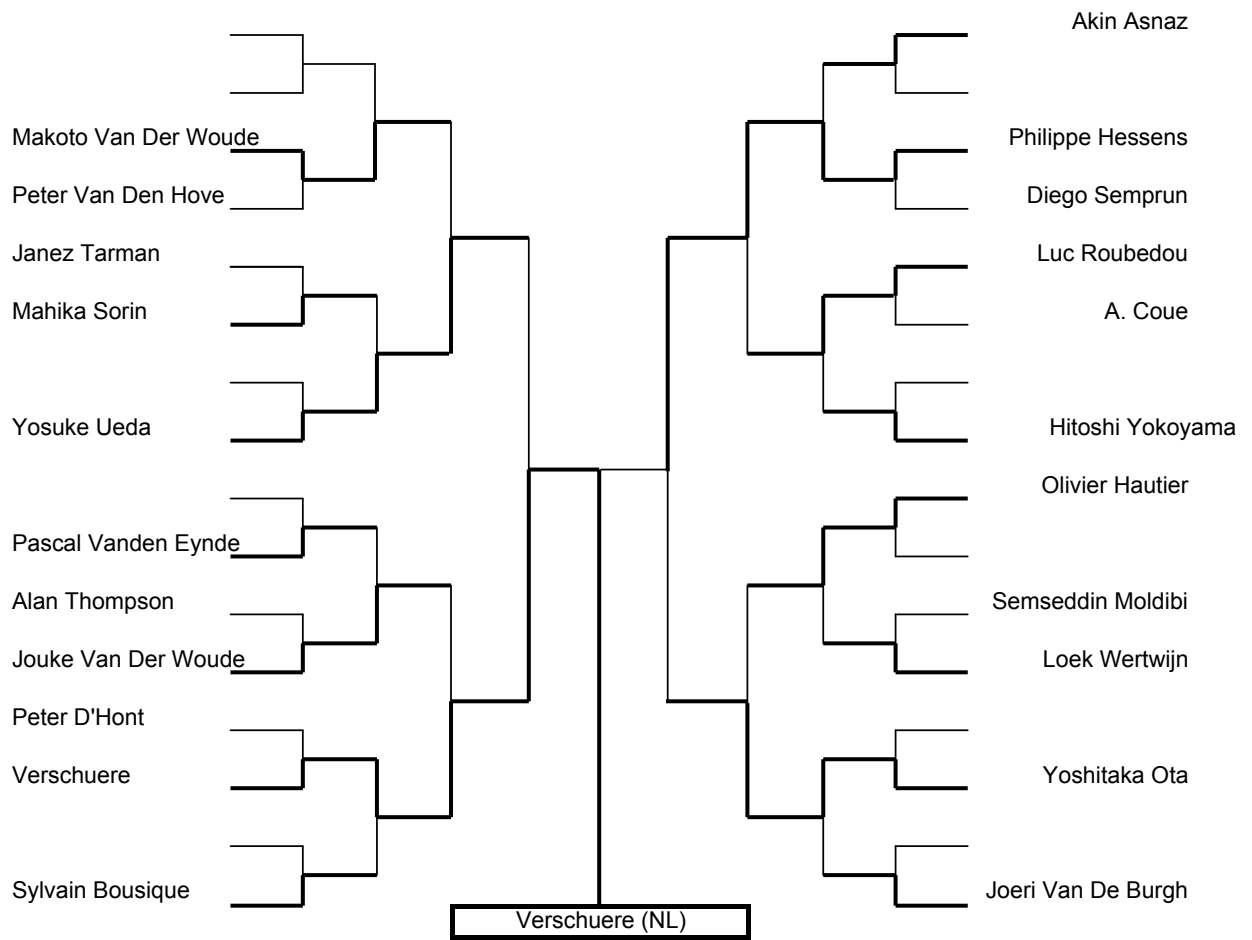 Akin Asnaz
Makoto Van Der Woude
Philippe Hessens
Peter Van Den Hove
Diego Semprun
Janez Tarman
Luc Roubedou
Mahika Sorin
A. Coue
Yosuke Ueda
Hitoshi Yokoyama
Olivier Hautier
Pascal Vanden Eynde
Alan Thompson
Semseddin Moldibi
Jouke Van Der Woude
Loek Wertwijn
Peter D'Hont
Verschuere
Yoshitaka Ota
Sylvain Bousique
Joeri Van De Burgh
Verschuere (NL)